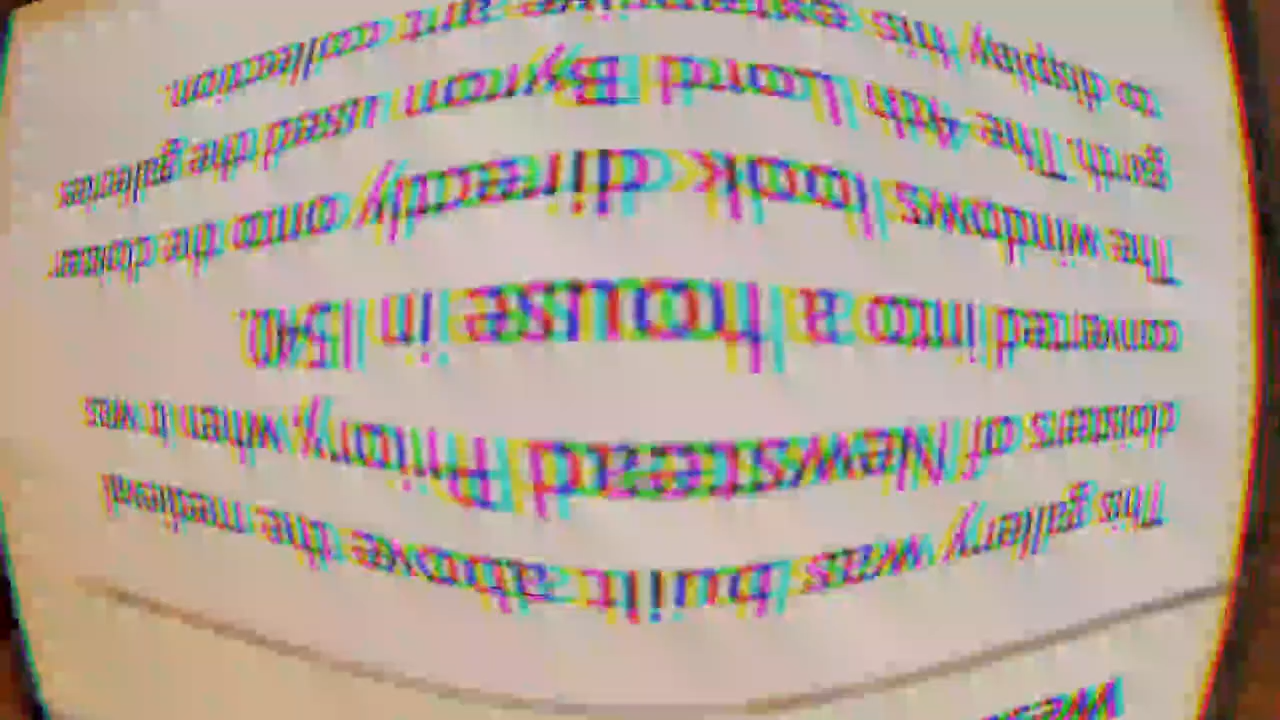 This gallery was built above the medieval
cloisters of Newstead Priory, when it was
converted into a house in 1540.
The windows look directly onto the cloister
garth. The 4th Lord Byron used the galleries
to display his extensive art collection.